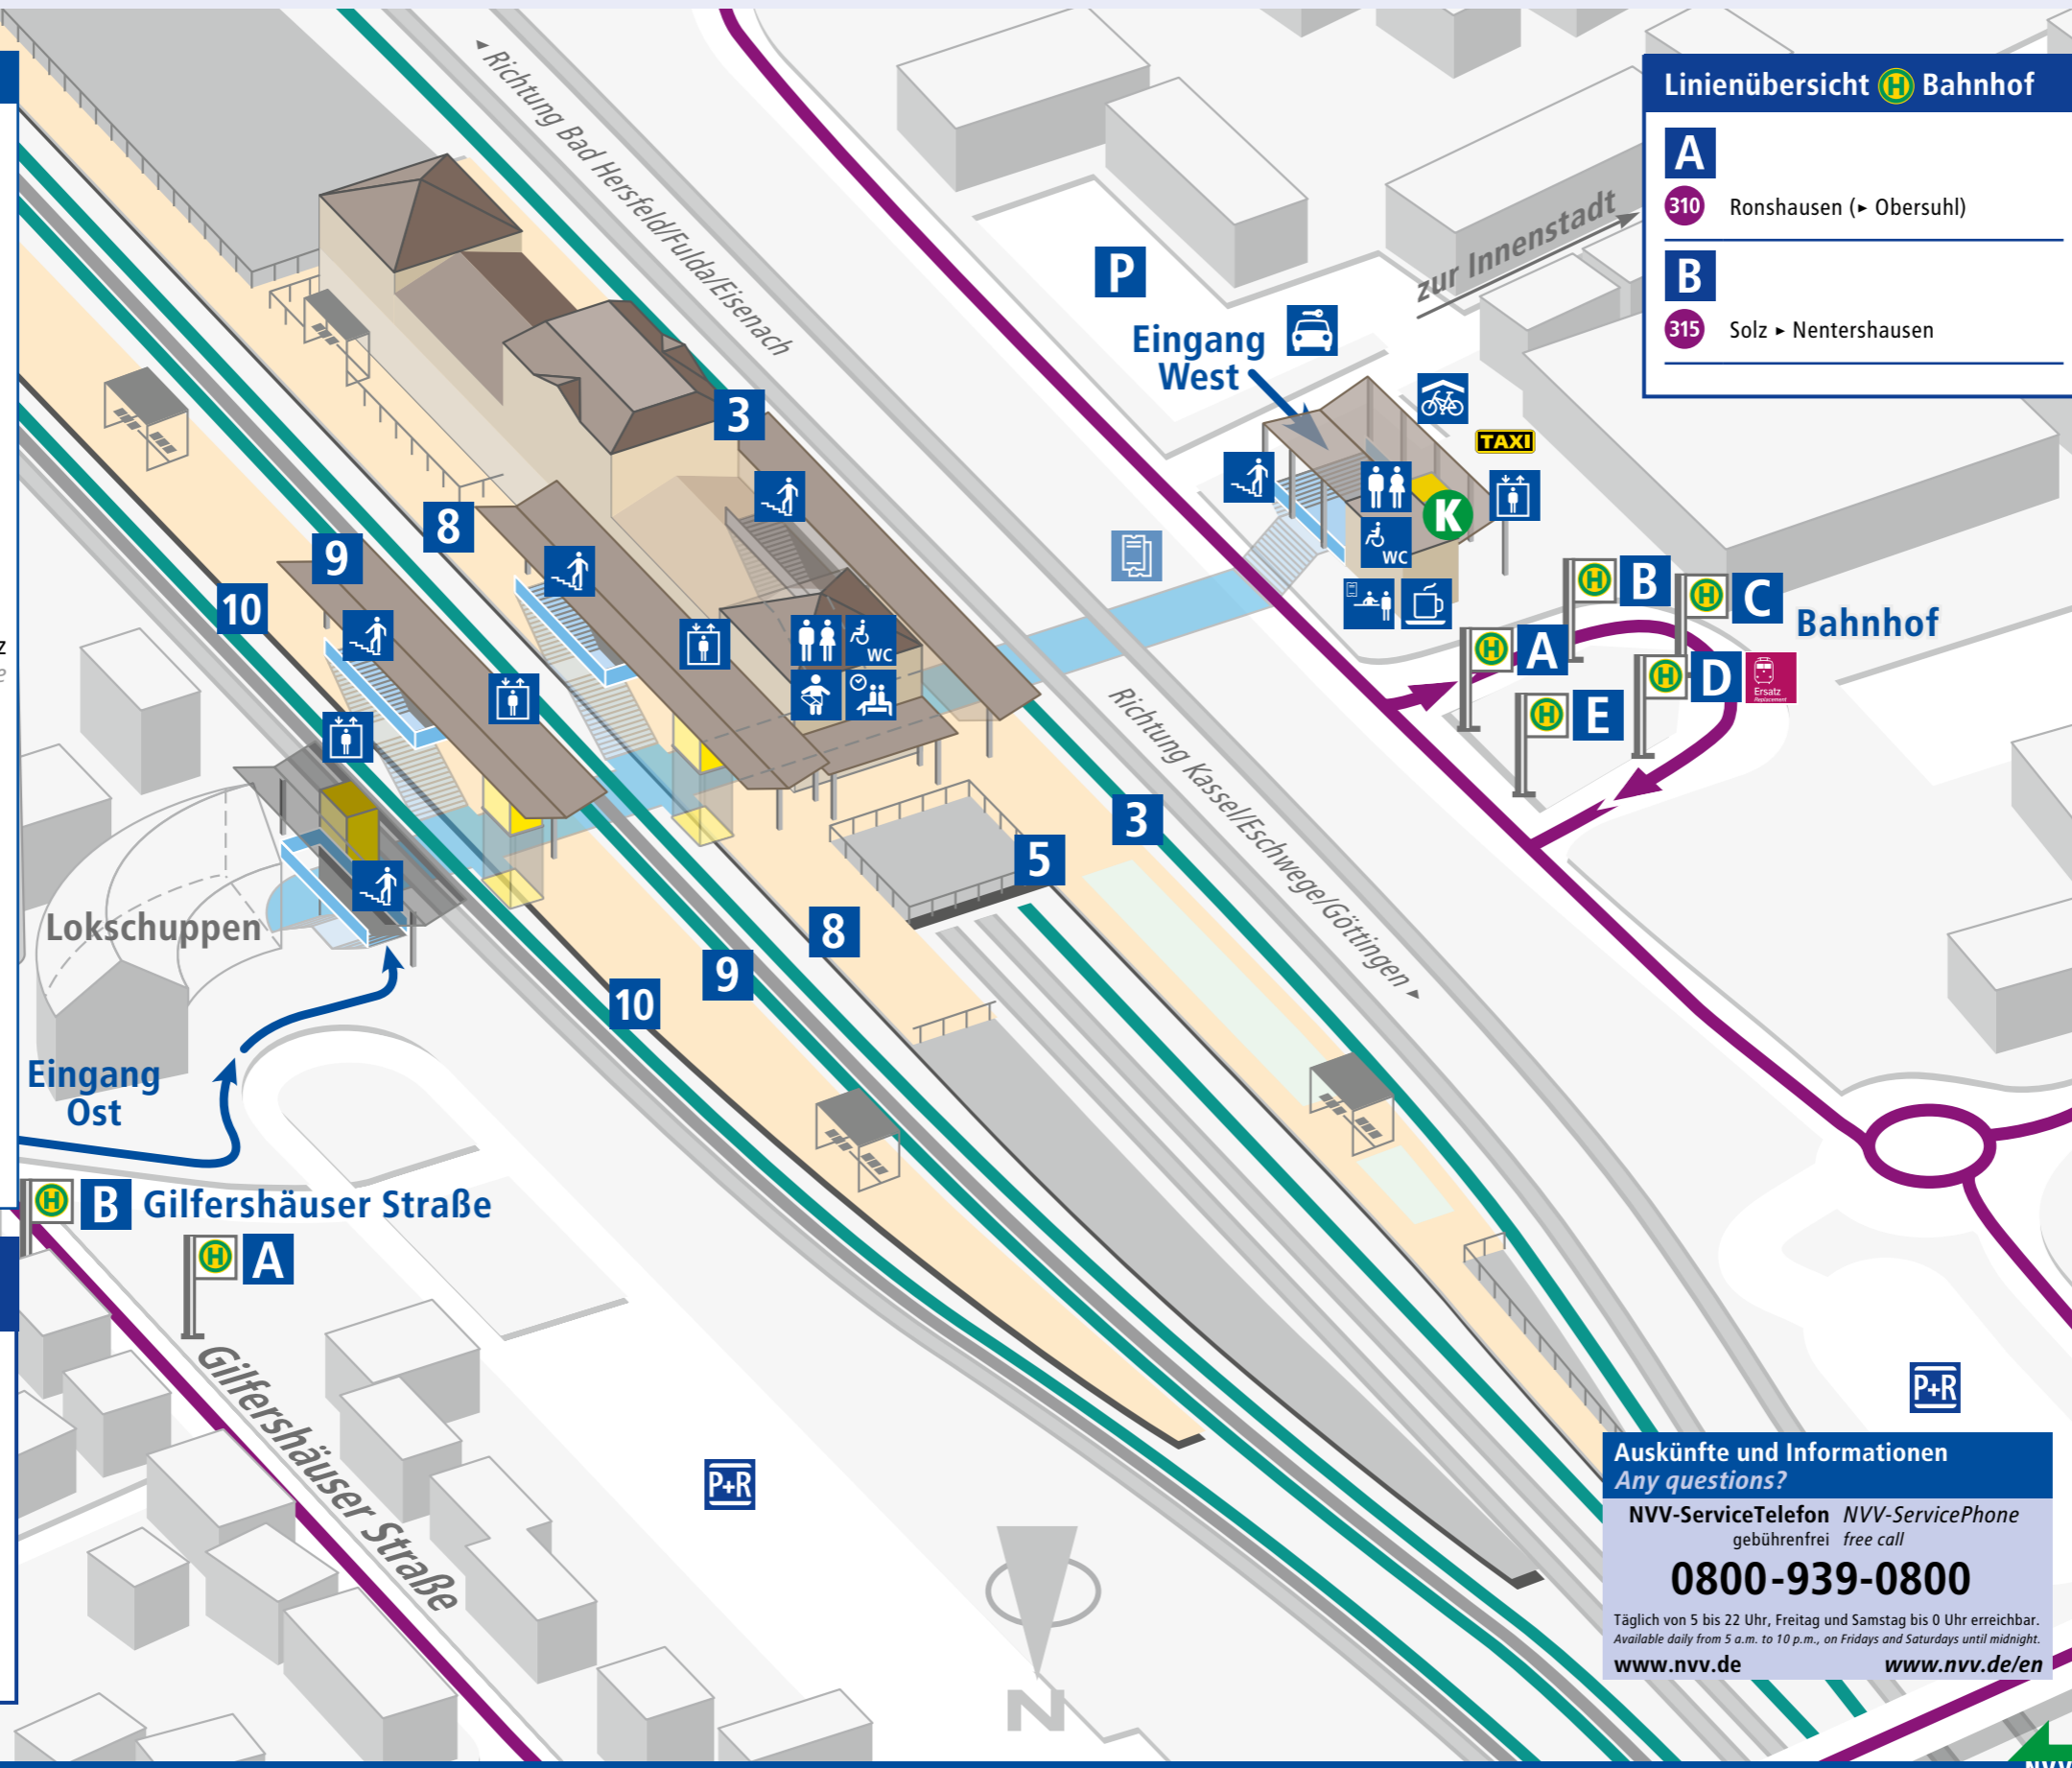 Richtung Bad Hersfeld/Fulda/Eisenach
Linienübersicht H Bahnhof
A
310 Ronshausen (▸ Obersuhl)
B
315 Solz ▸ Nentershausen
zur Innenstadt
P
Eingang
West
TAXI
K
WC
3
8
9
10
WC
z
e
B
C
Bahnhof
A
D
Ersatz
Replacement
E
H
H
H
H
H
Richtung Kassel/Eschwege/Göttingen
3
5
8
9
10
Lokschuppen
Eingang
Ost
H B Gilfershäuser Straße
H A
Gilfershäuser Straße
P+R
P+R
N
Auskünfte und Informationen
Any questions?
NVV-ServiceTelefon NVV-ServicePhone
gebührenfrei free call
0800-939-0800
Täglich von 5 bis 22 Uhr, Freitag und Samstag bis 0 Uhr erreichbar.
Available daily from 5 a.m. to 10 p.m., on Fridays and Saturdays until midnight.
www.nvv.de www.nvv.de/en